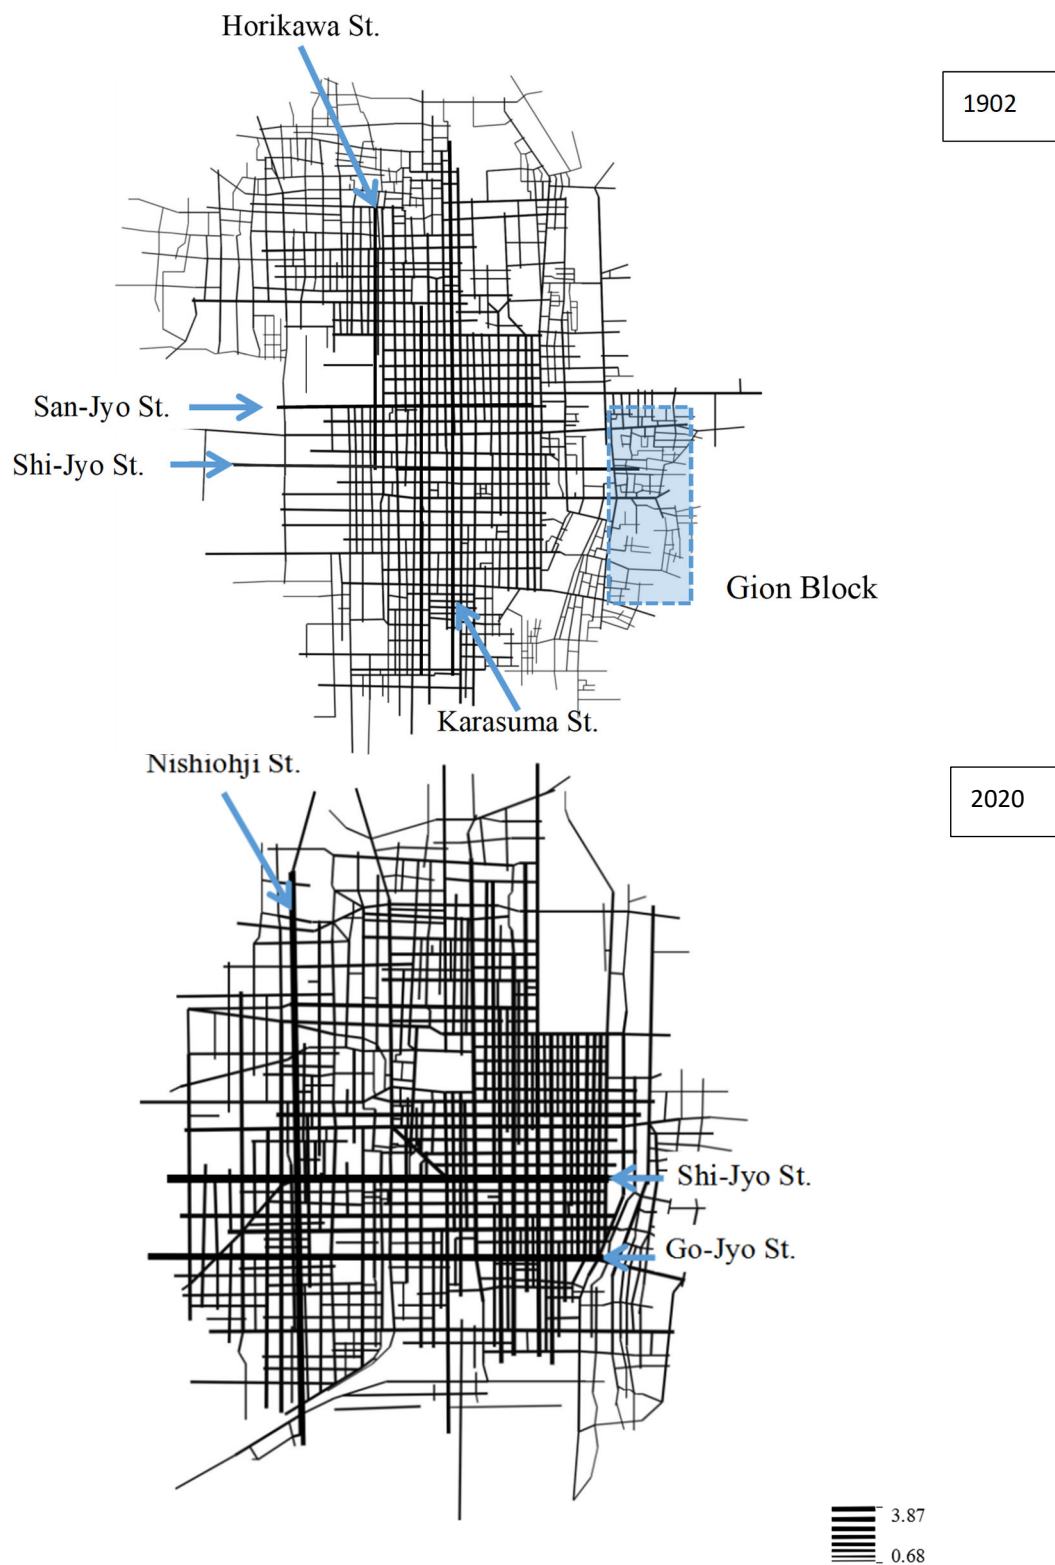 Horikawa St.
1902
San-Jyo St.
Shi-Jyo St.
Gion Block
Karasuma St.
Nishiohji St.
2020
Shi-Jyo St.
Go-Jyo St.
3.87
0.68